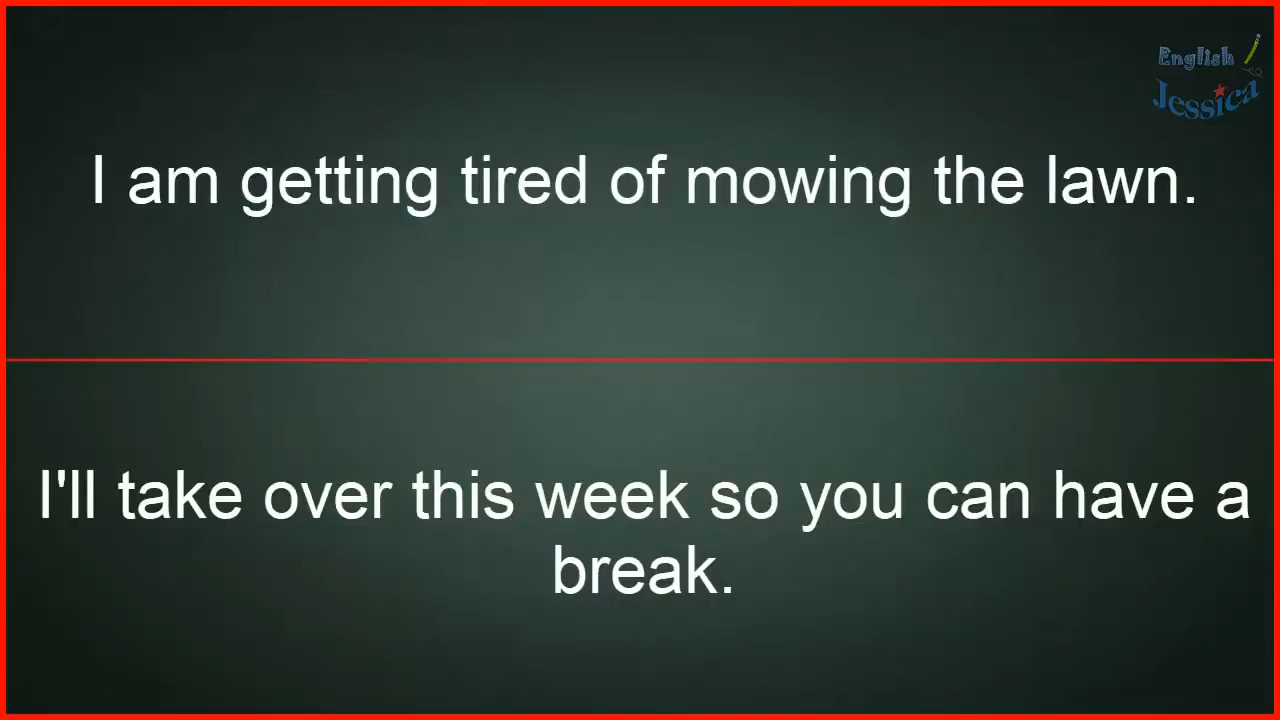 English
Jessica
I am getting tired of mowing the lawn.
I'll take over this week so you can have a
break.